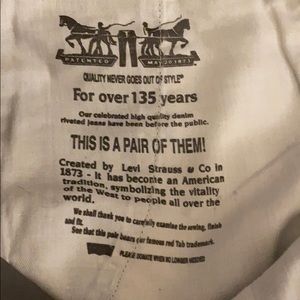 PATENTED MAY 20 1873
QUALITY NEVER GOES OUT OF STYLE®
For over 135 years
Our celebrated high quality denim
riveted jeans have been before the public.
THIS IS A PAIR OF THEM!
Created by Levi Strauss & Co in
1873 - It has become an American
tradition, symbolizing the vitality
of the West to people all over the
world.
We shall thank you to carefully examine the sewing, finish
and fit.
See that this pair bears our famous red Tab trademark.
PLEASE DONATE WHEN NO LONGER NEEDED